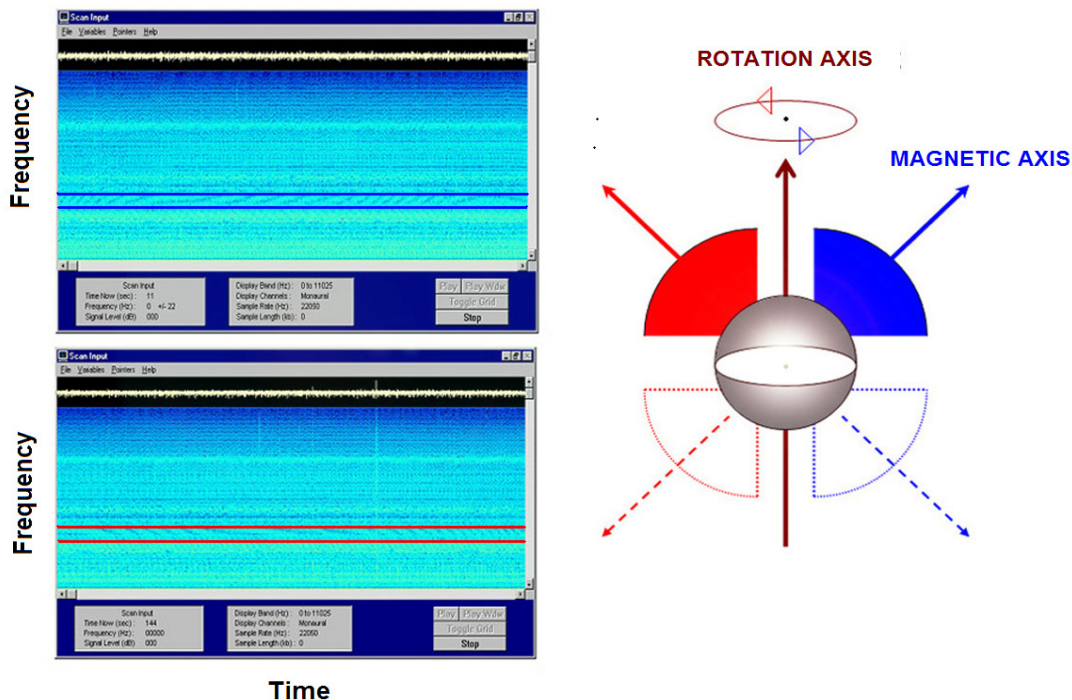 Scan Input
File Variables Pointers Help
Frequency
Scan Input
Time Now (sec) : 11
Frequency (Hz) : 0 +/- 22
Signal Level (dB) 000
Display Band (Hz) : 0 to 11025
Display Channels : Monaural
Sample Rate (Hz) : 22050
Sample Length (kb) : 0
Play Play Wdw
Toggle Grid
Stop
Scan Input
File Variables Pointers Help
Frequency
Scan Input
Time Now (sec) : 144
Frequency (Hz) : 00000
Signal Level (dB) 000
Display Band (Hz) : 0 to 11025
Display Channels : Monaural
Sample Rate (Hz) : 22050
Sample Length (kb) : 0
Play Play Wdw
Toggle Grid
Stop
Time
ROTATION AXIS
MAGNETIC AXIS